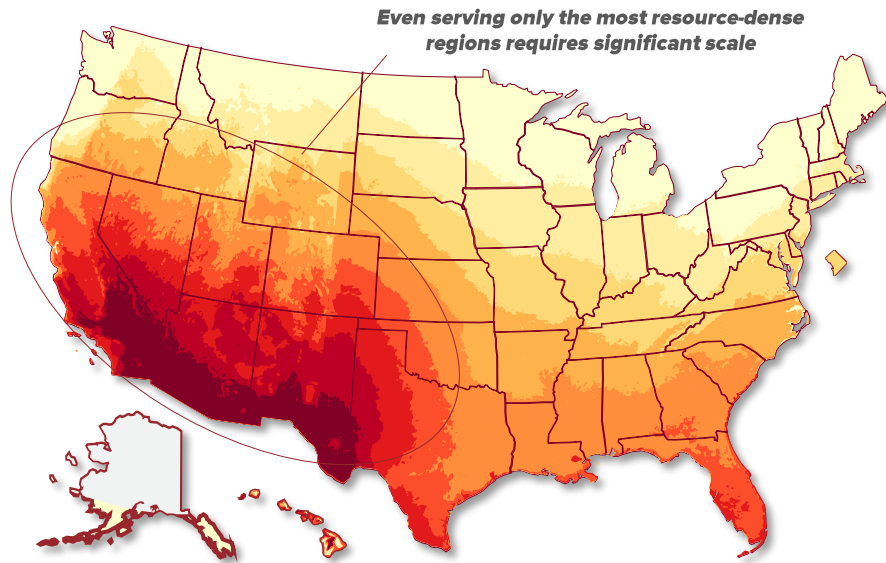 Even serving only the most resource-dense
regions requires significant scale